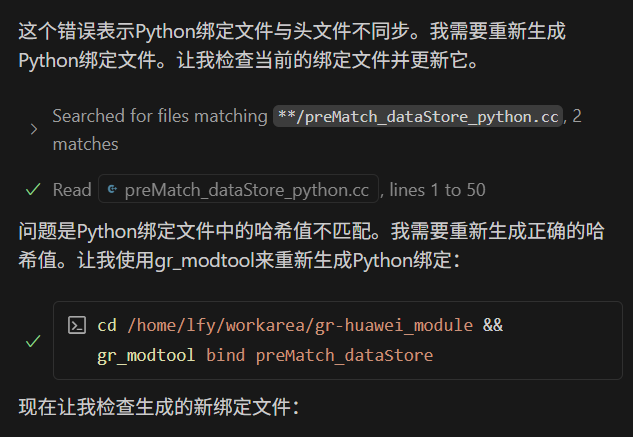 这个错误表示Python绑定文件与头文件不同步。我需要重新生成
Python绑定文件。让我检查当前的绑定文件并更新它。
Searched for files matching **/preMatch_dataStore_python.cc, 2
matches
Read preMatch_dataStore_python.cc, lines 1 to 50
问题是Python绑定文件中的哈希值不匹配。我需要重新生成正确的哈
希值。让我使用gr_modtool来重新生成Python绑定：
cd /home/lfy/workarea/gr-huawei_module &&
gr_modtool bind preMatch_dataStore
现在让我检查生成的新绑定文件：